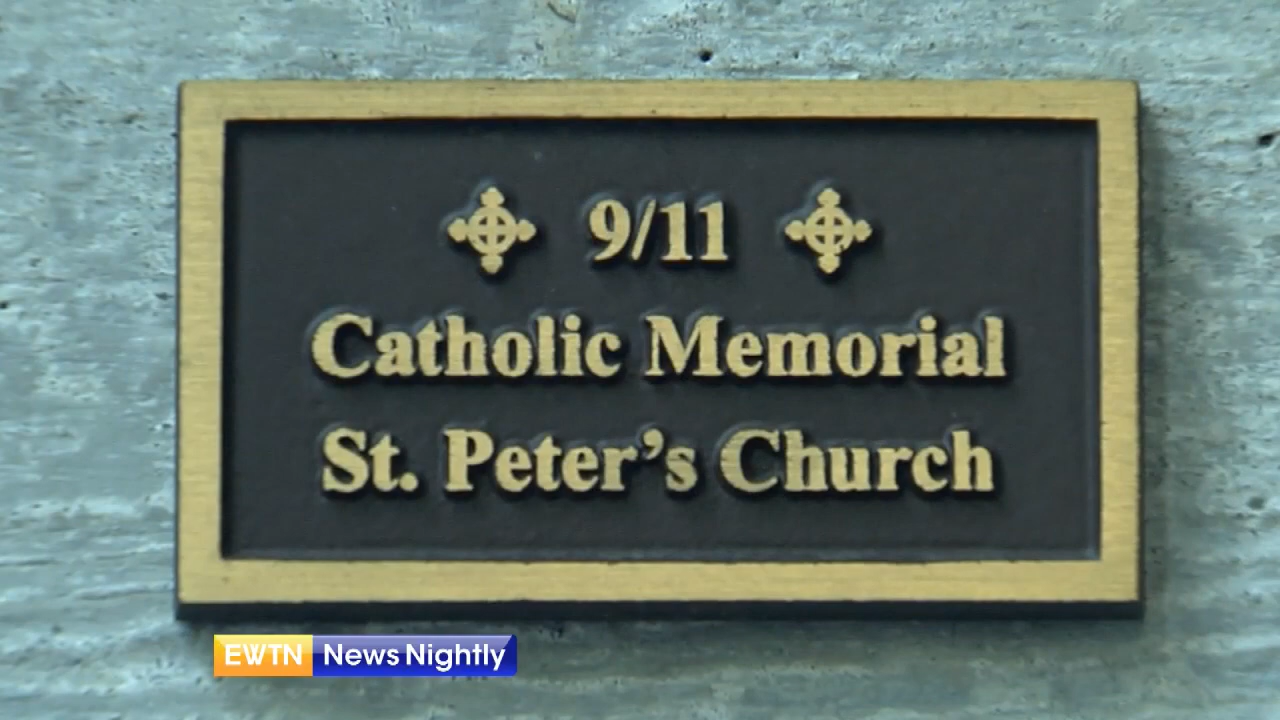 9/11
Catholic Memorial
St. Peter’s Church
EWTN News Nightly